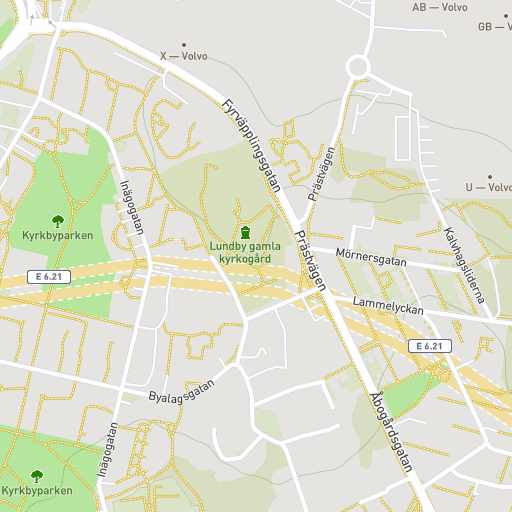 AB — Volvo
GB — Volvo
X — Volvo
Fyrväpplingsgatan
Prästvägen
U — Volvo
Inägogatan
Kyrkbyparken
Lundby gamla
kyrkogård
Prästvägen
Mörnersgatan
Kalvhagsliderna
E 6.21
Lammelyckan
E 6.21
Byalagsgatan
Åbogårdsgatan
Inägogatan
Kyrkbyparken